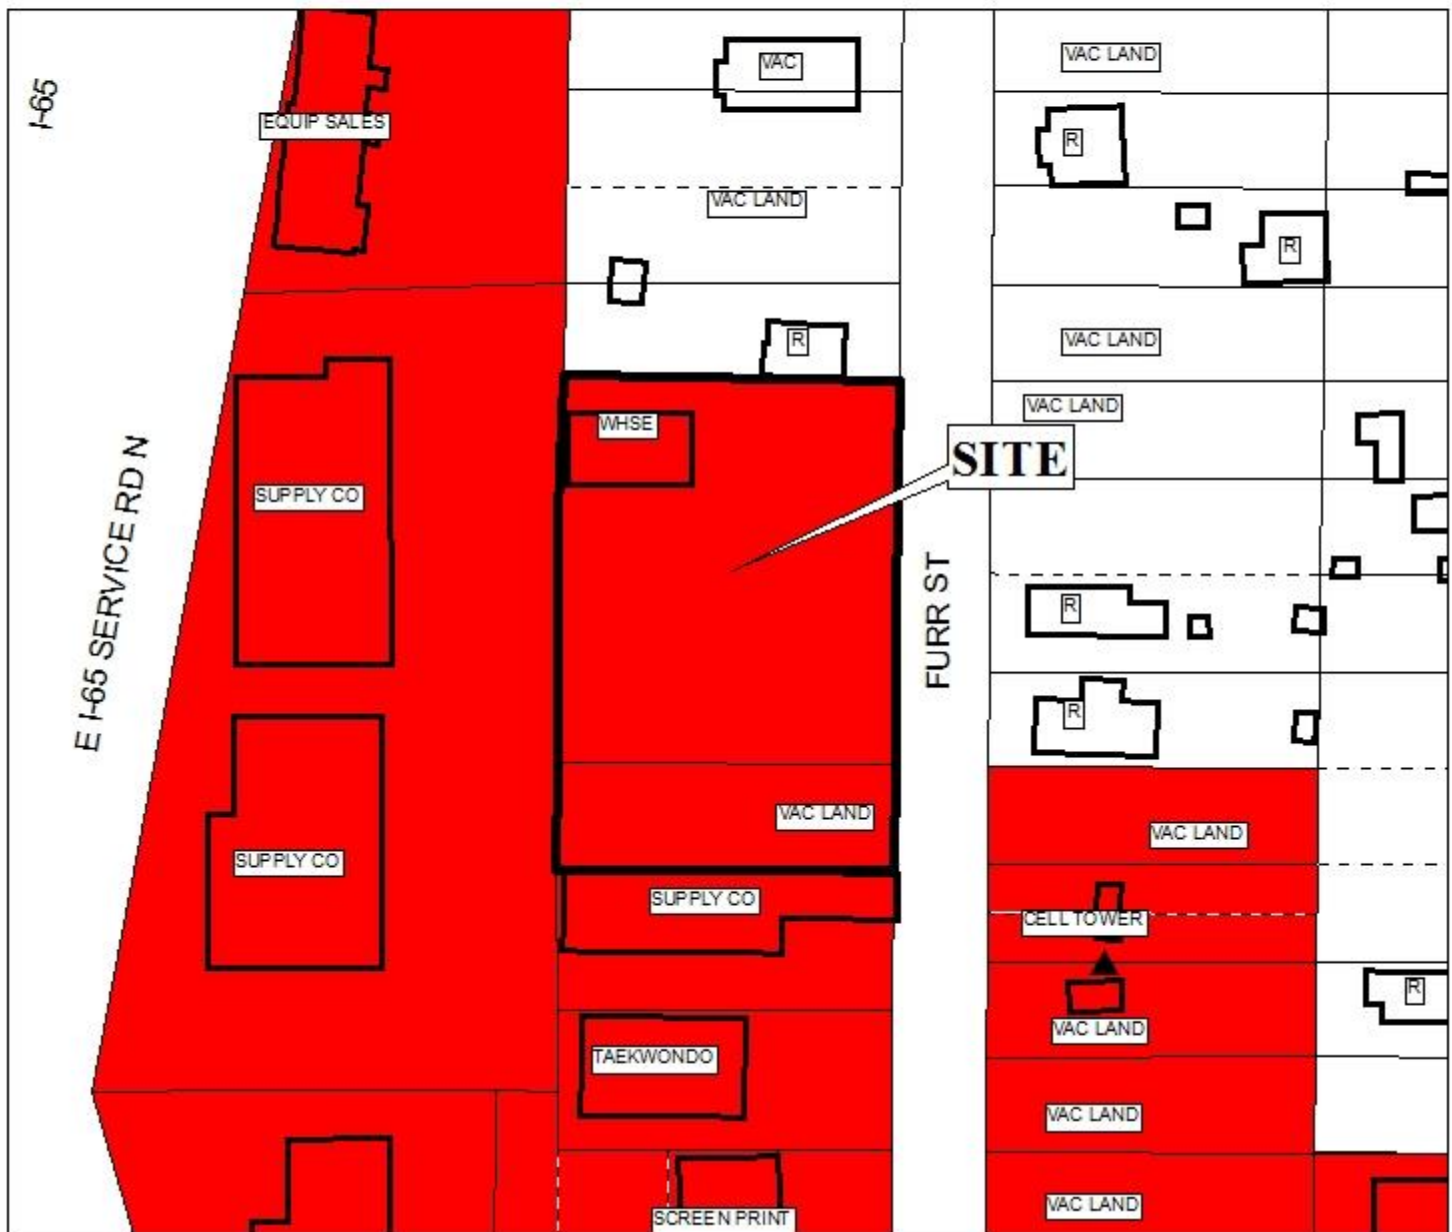 I-65
VAC
VAC LAND
EQUIP SALES
R
VAC LAND
R
R
VAC LAND
VAC LAND
WHSE
SITE
SUPPLY CO
E I-65 SERVICE RD N
FURR ST
R
R
VAC LAND
VAC LAND
SUPPLY CO
SUPPLY CO
CELL TOWER
R
VAC LAND
TAEKWONDO
VAC LAND
VAC LAND
SCREEN PRINT